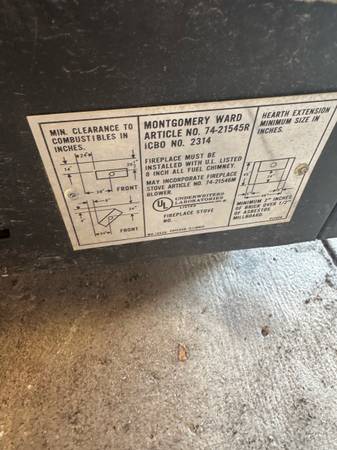 MIN. CLEARANCE TO
COMBUSTIBLES IN
INCHES.
FRONT
FRONT
MONTGOMERY WARD
ARTICLE NO. 74-21545R
ICBO NO. 2314
FIREPLACE MUST BE
INSTALLED WITH U.L. LISTED
8 INCH ALL FUEL CHIMNEY.
MAY INCORPORATE FIREPLACE
STOVE ARTICLE NO. 74-21546M
BLOWER.
UL
UNDERWRITERS
LABORATORIES
FIREPLACE STOVE
NO.
HEARTH EXTENSION
MINIMUM SIZE IN
INCHES.
MINIMUM 2" INCHES
OF BRICK OVER 1/2"
OF ASBESTOS
MILLBOARD.